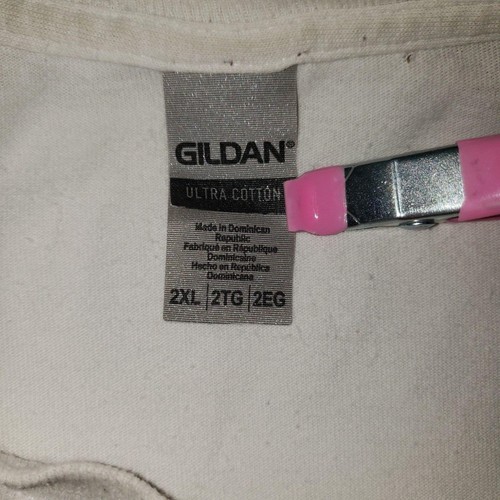 GILDAN®
ULTRA COTTON
Made in Dominican
Republic
Fabriqué en République
Dominicaine
Hecho en República
Dominicana
2XL | 2TG | 2EG